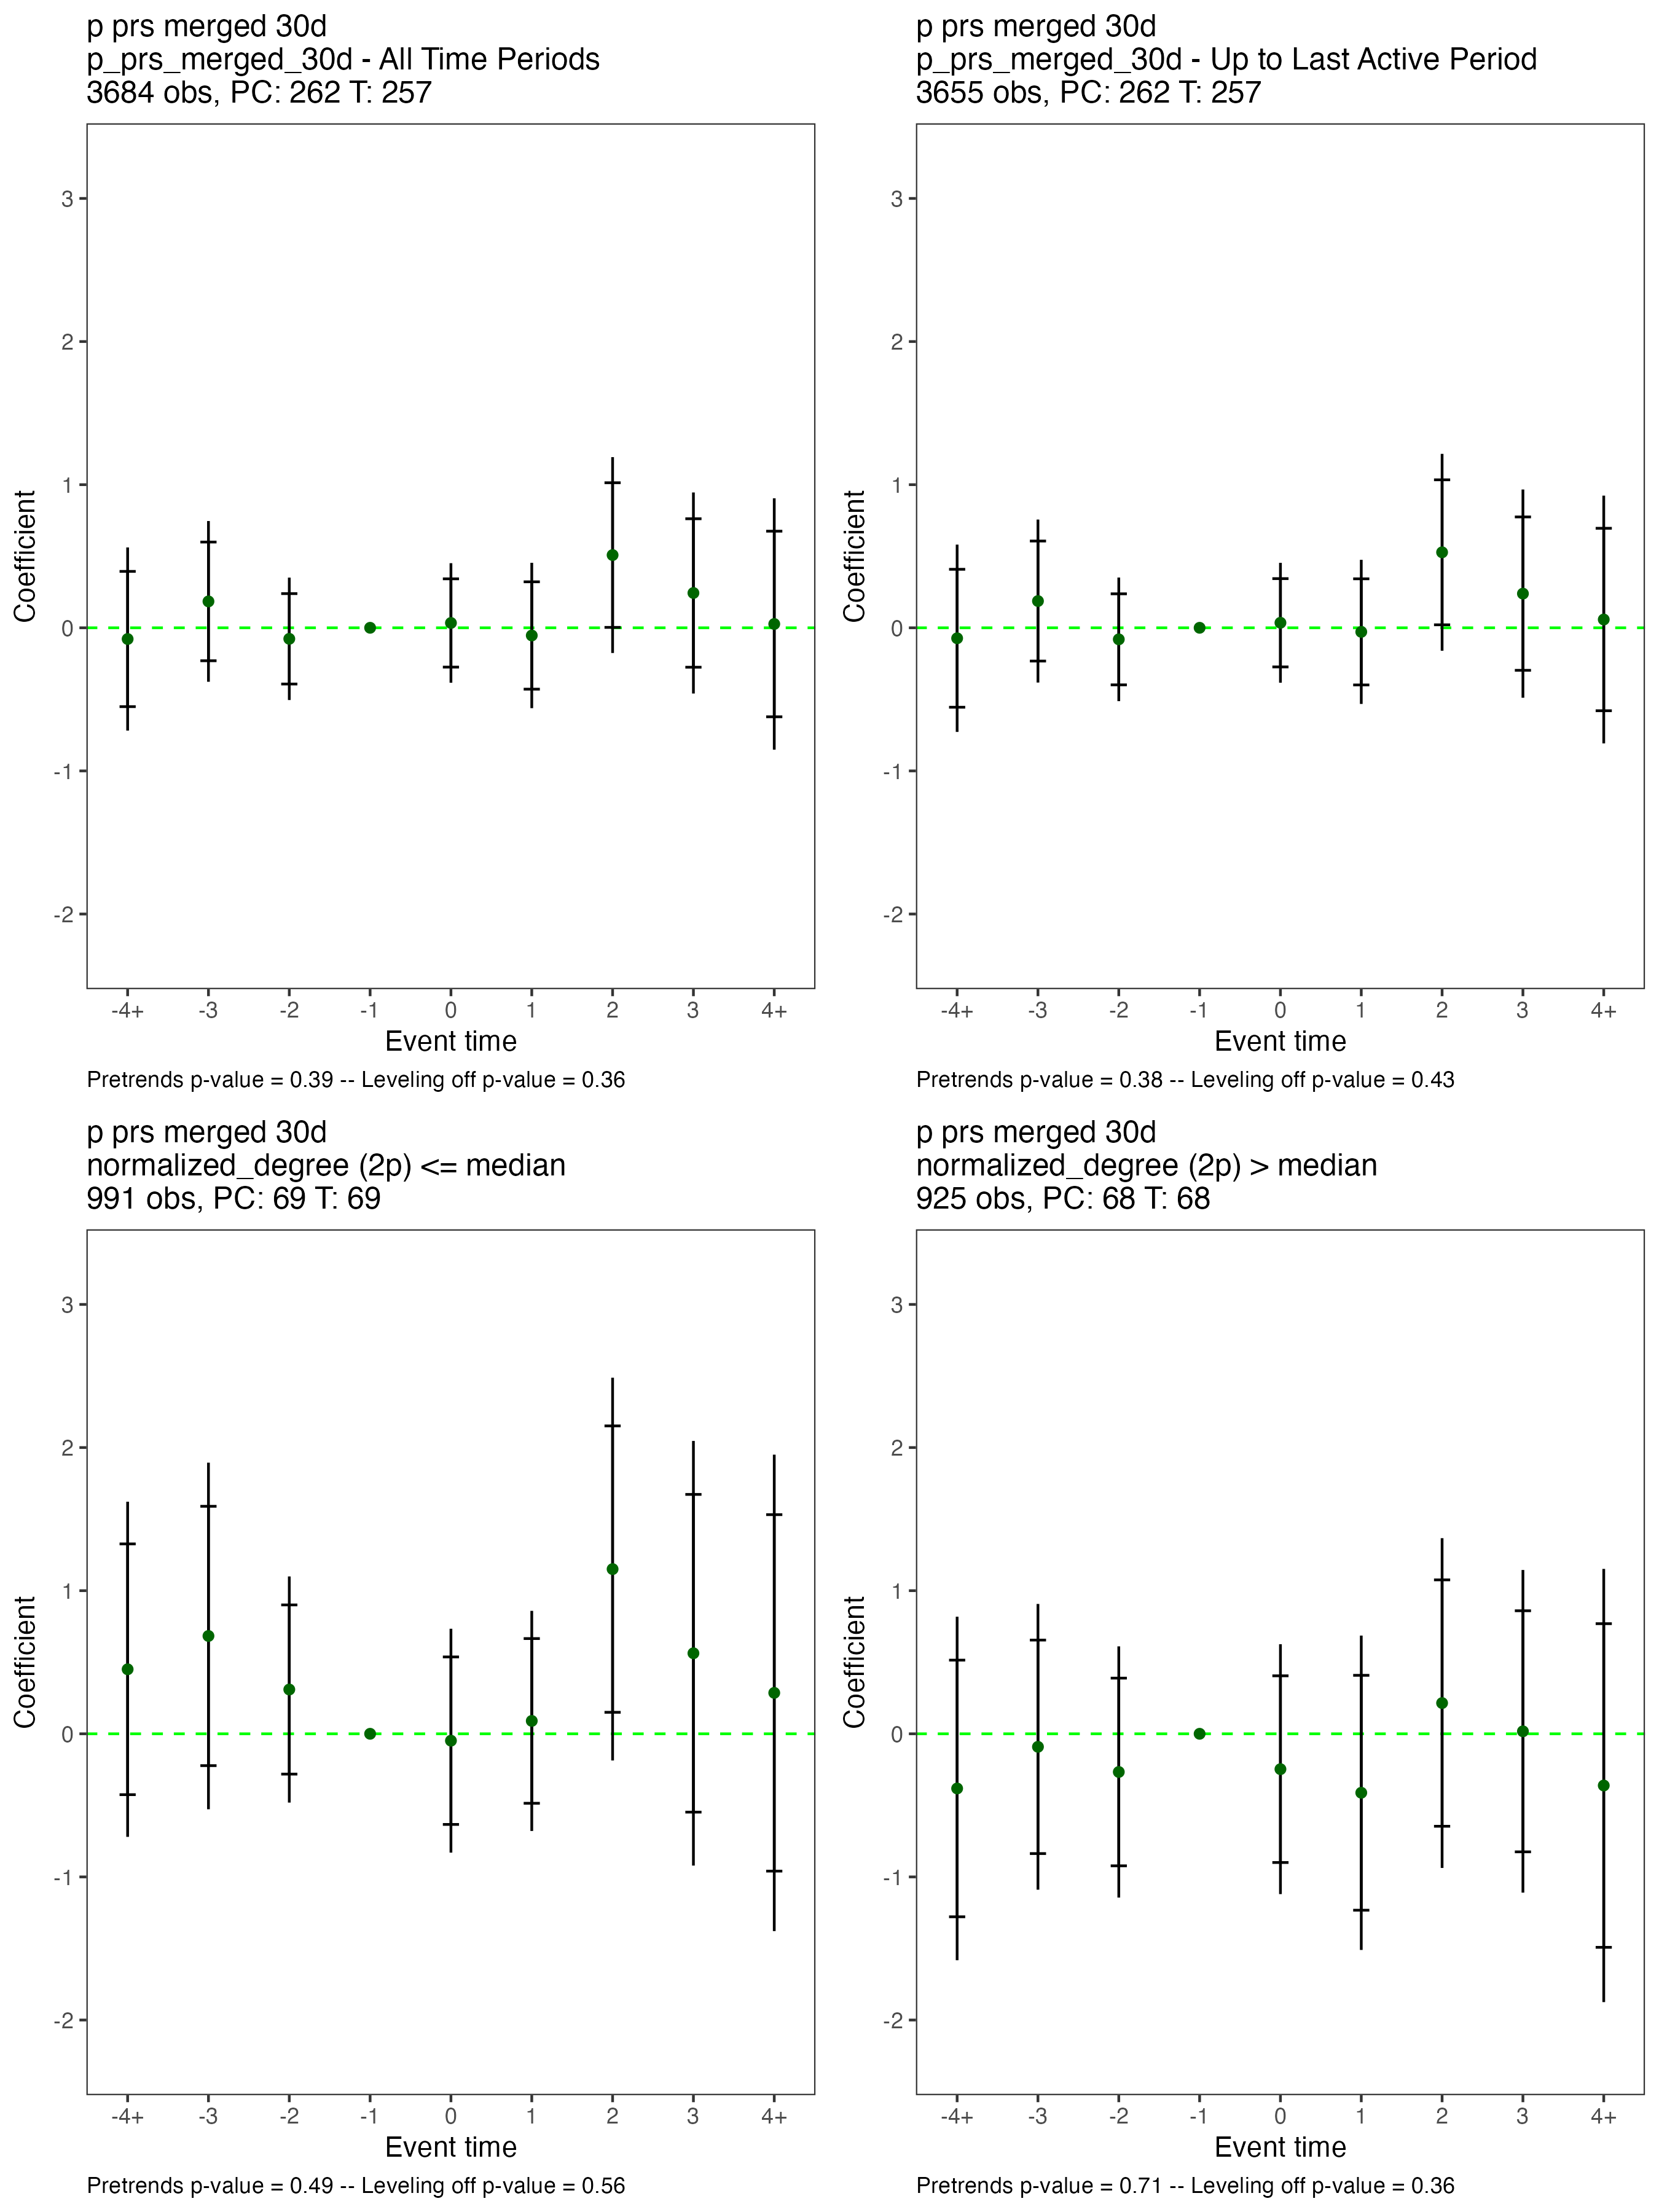 p prs merged 30d
p_prs_merged_30d - All Time Periods
3684 obs, PC: 262 T: 257
Coefficient
3
2
1
0
-1
-2
-4+ -3 -2 -1 0 1 2 3 4+
Event time
Pretrends p-value = 0.39 -- Leveling off p-value = 0.36
p prs merged 30d
p_prs_merged_30d - Up to Last Active Period
3655 obs, PC: 262 T: 257
Coefficient
3
2
1
0
-1
-2
-4+ -3 -2 -1 0 1 2 3 4+
Event time
Pretrends p-value = 0.38 -- Leveling off p-value = 0.43
p prs merged 30d
normalized_degree (2p) <= median
991 obs, PC: 69 T: 69
Coefficient
3
2
1
0
-1
-2
-4+ -3 -2 -1 0 1 2 3 4+
Event time
Pretrends p-value = 0.49 -- Leveling off p-value = 0.56
p prs merged 30d
normalized_degree (2p) > median
925 obs, PC: 68 T: 68
Coefficient
3
2
1
0
-1
-2
-4+ -3 -2 -1 0 1 2 3 4+
Event time
Pretrends p-value = 0.71 -- Leveling off p-value = 0.36